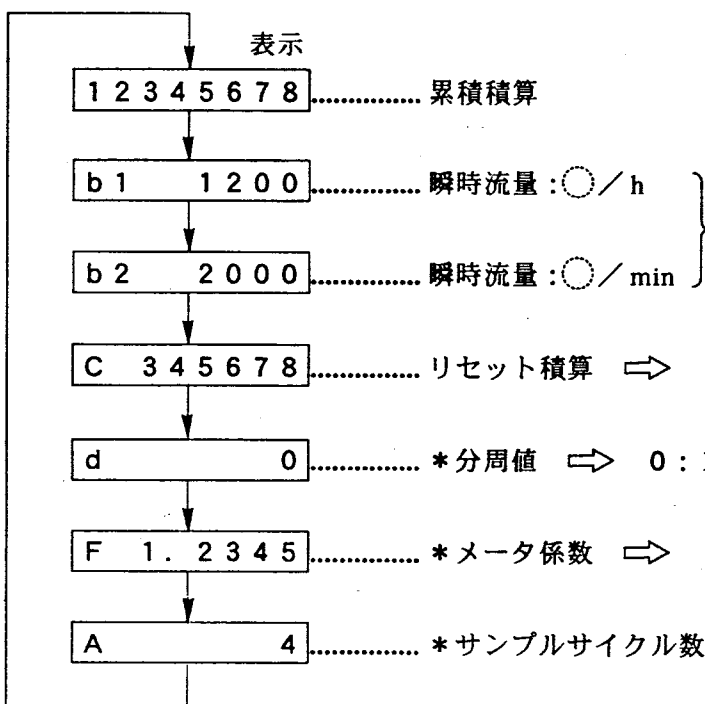 表示
12345678 ............... 累積積算
b1 1200 ............... 瞬時流量:◌/h
b2 2000 ............... 瞬時流量:◌/min
C 345678 ............... リセット積算 ⇨
d 0 ............... *分周値 ⇨ 0:
F 1.2345 ............... *メータ係数 ⇨
A 4 ............... *サンプルサイクル数